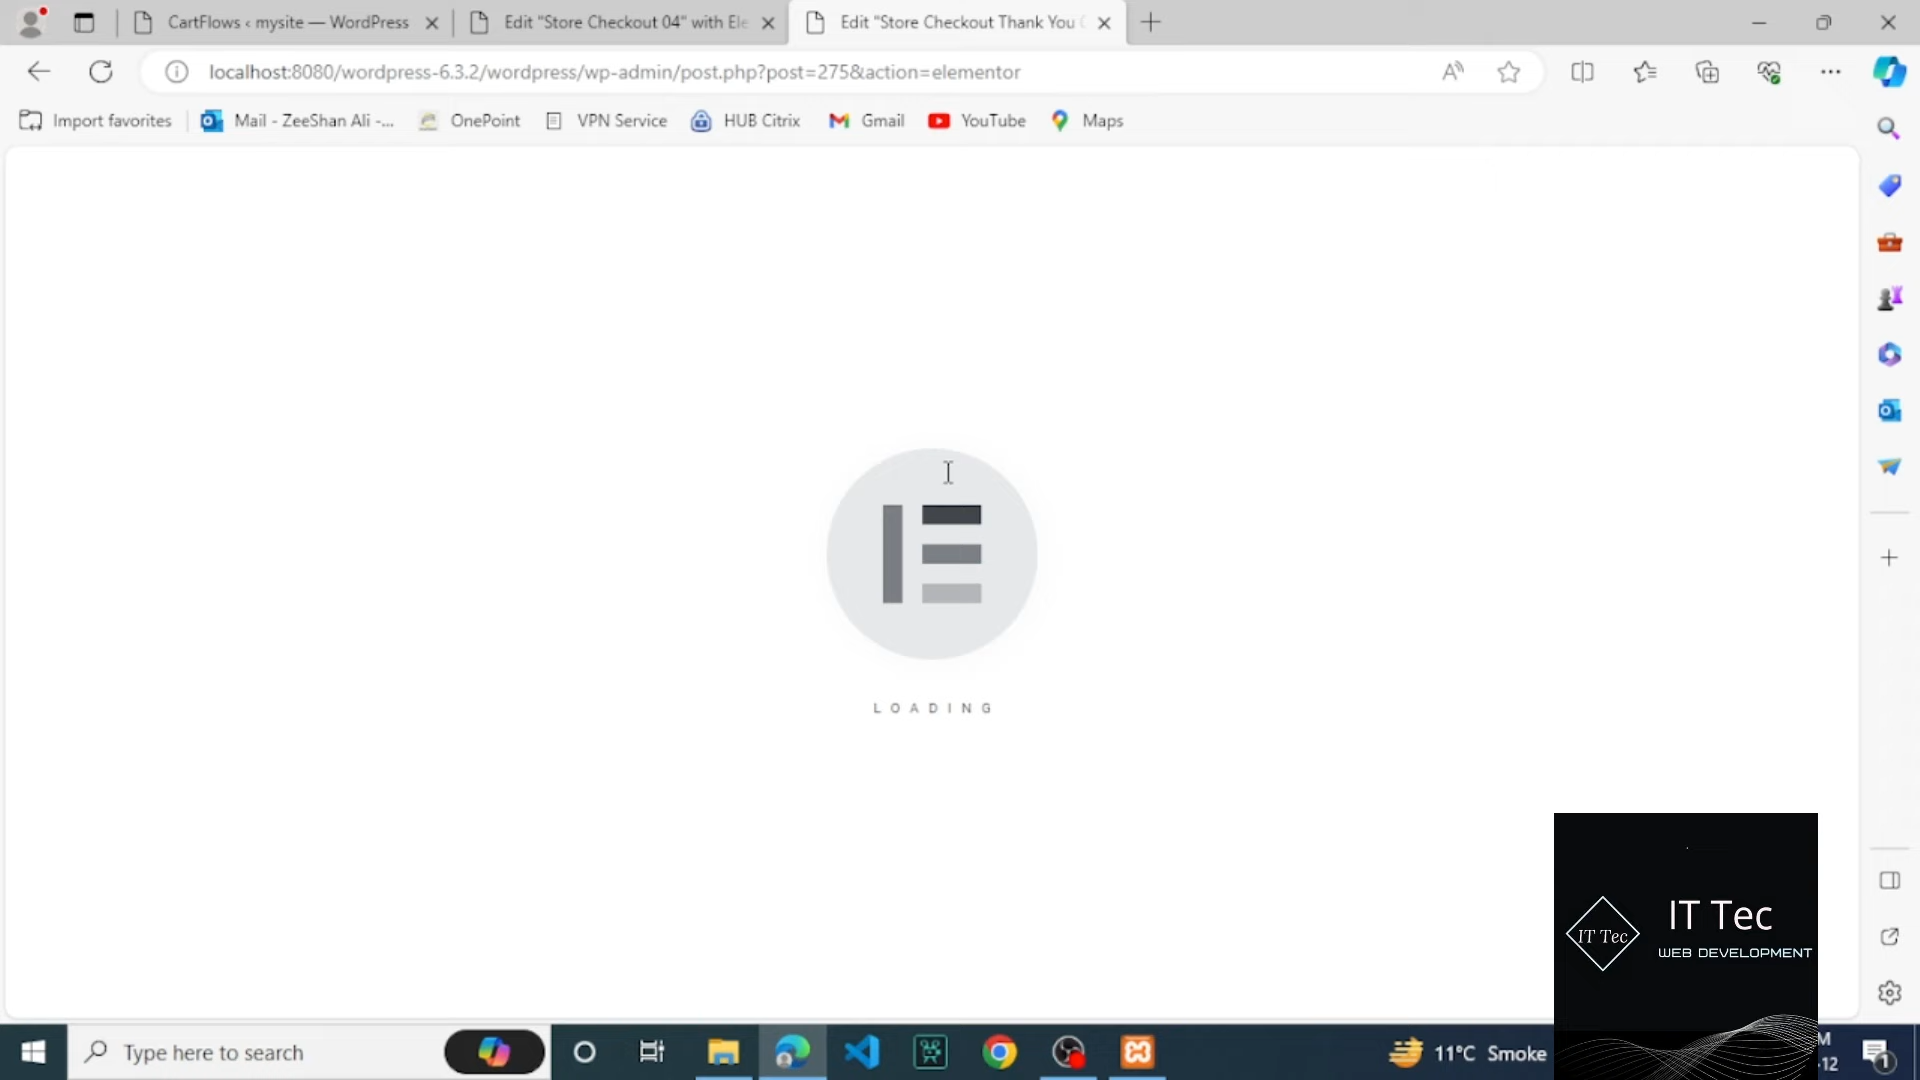 CartFlows ‹ mysite — WordPress
Edit "Store Checkout 04" with Ele
Edit "Store Checkout Thank You
localhost:8080/wordpress-6.3.2/wordpress/wp-admin/post.php?post=275&action=elementor
Import favorites
Mail - ZeeShan Ali -...
OnePoint
VPN Service
HUB Citrix
Gmail
YouTube
Maps
LOADING
IT Tec
IT Tec
WEB DEVELOPMENT
Type here to search
11°C Smoke
M
-12
1